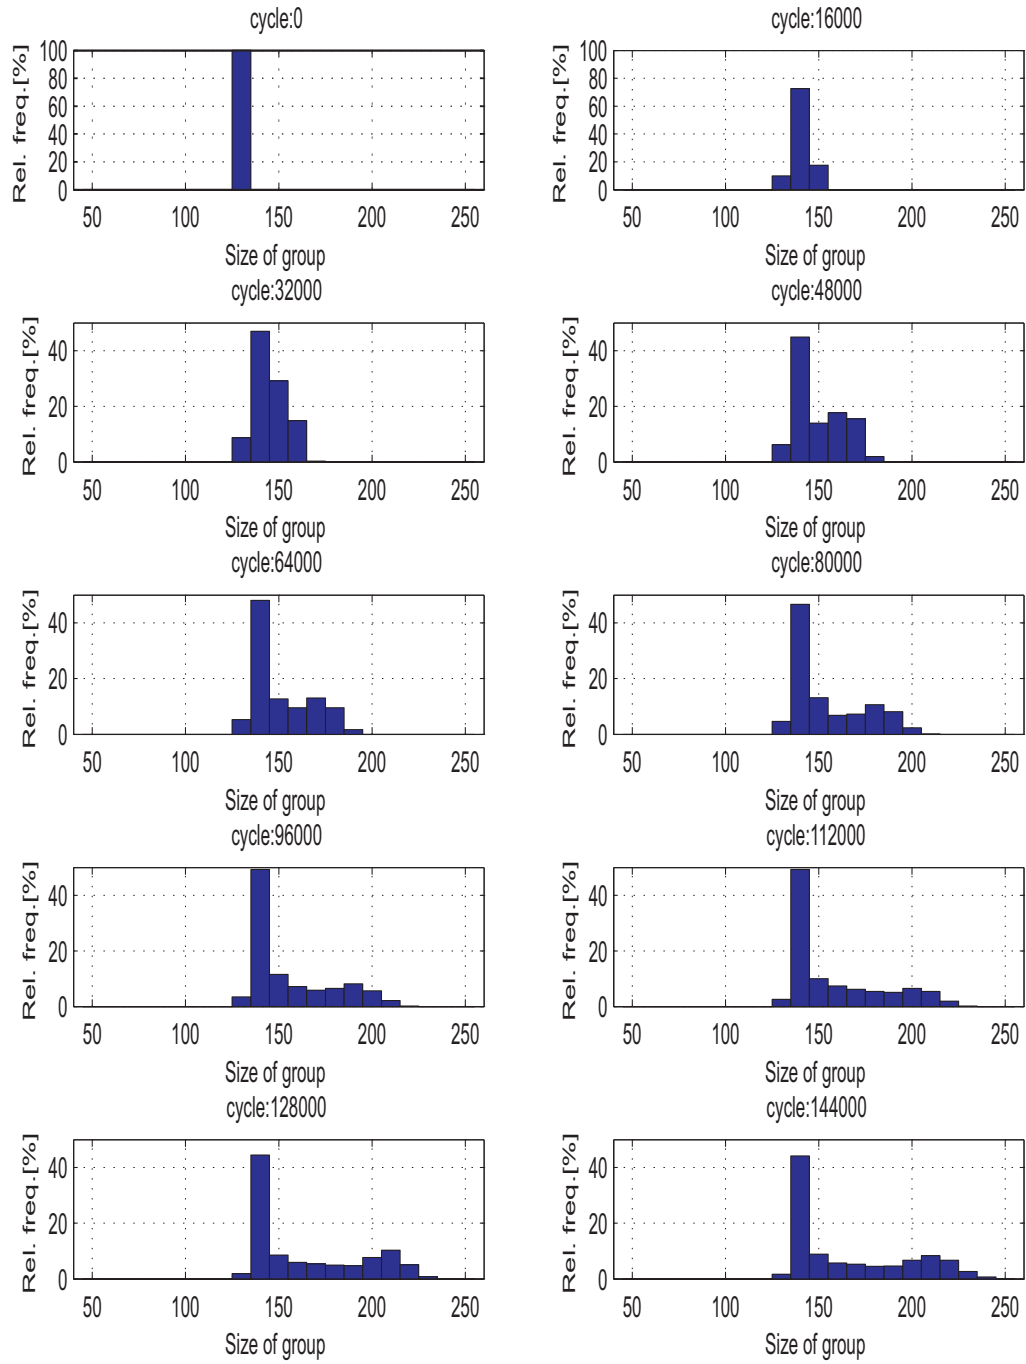 cycle:0
Rel. freq.[%]
100
80
60
40
20
0
50 100 150 200 250
Size of group
cycle:16000
Rel. freq.[%]
100
80
60
40
20
0
50 100 150 200 250
Size of group
cycle:32000
Rel. freq.[%]
40
20
0
50 100 150 200 250
Size of group
cycle:48000
Rel. freq.[%]
40
20
0
50 100 150 200 250
Size of group
cycle:64000
Rel. freq.[%]
40
20
0
50 100 150 200 250
Size of group
cycle:80000
Rel. freq.[%]
40
20
0
50 100 150 200 250
Size of group
cycle:96000
Rel. freq.[%]
40
20
0
50 100 150 200 250
Size of group
cycle:112000
Rel. freq.[%]
40
20
0
50 100 150 200 250
Size of group
cycle:128000
Rel. freq.[%]
40
20
0
50 100 150 200 250
Size of group
cycle:144000
Rel. freq.[%]
40
20
0
50 100 150 200 250
Size of group